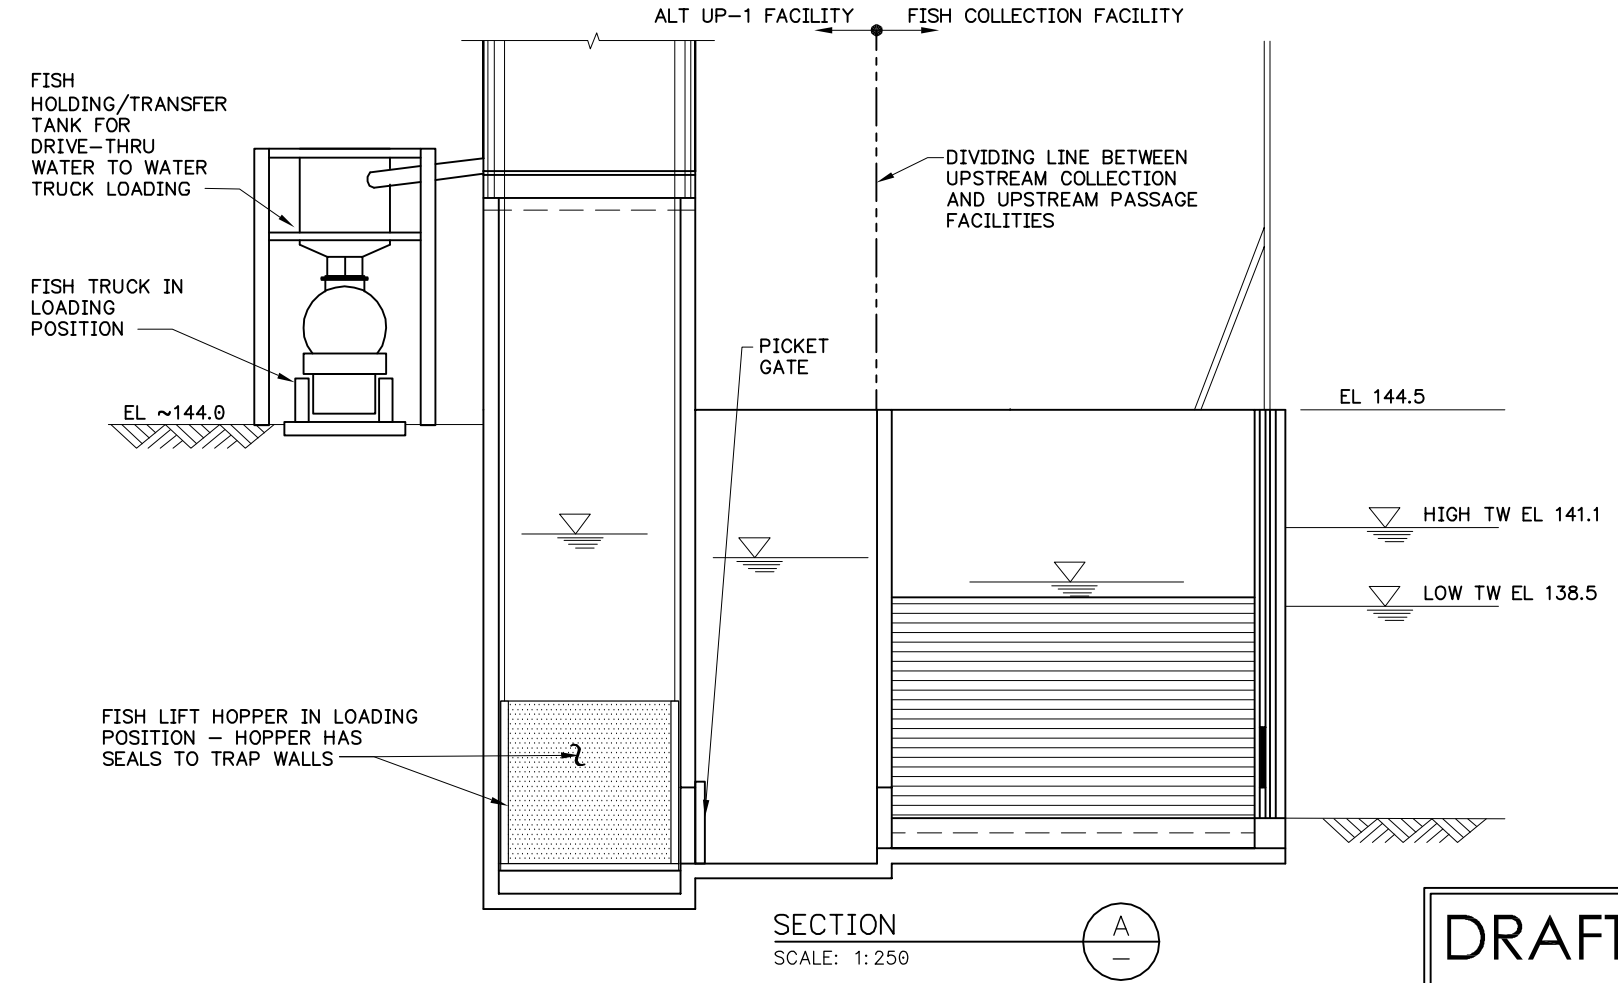 ALT UP-1 FACILITY
FISH COLLECTION FACILITY
FISH
HOLDING/TRANSFER
TANK FOR
DRIVE-THRU
WATER TO WATER
TRUCK LOADING
DIVIDING LINE BETWEEN
UPSTREAM COLLECTION
AND UPSTREAM PASSAGE
FACILITIES
FISH TRUCK IN
LOADING
POSITION
PICKET
GATE
EL ~144.0
EL 144.5
HIGH TW EL 141.1
LOW TW EL 138.5
FISH LIFT HOPPER IN LOADING
POSITION – HOPPER HAS
SEALS TO TRAP WALLS
SECTION
SCALE: 1:250
A
–
DRAFT